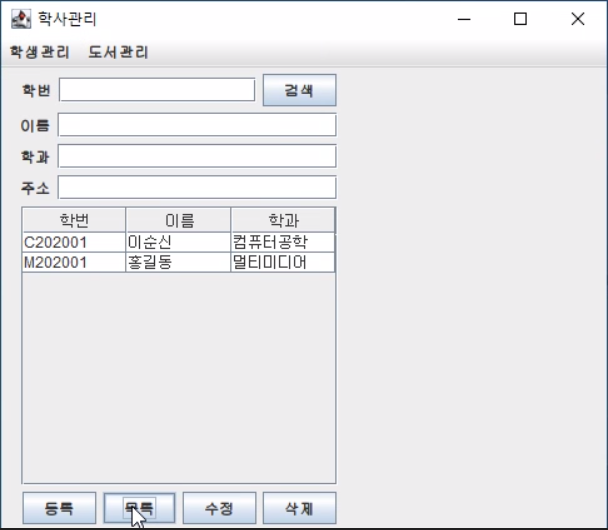 학사관리
학생관리 도서관리
학번 검색
이름
학과
주소
학번 이름 학과
C202001 이순신 컴퓨터공학
M202001 홍길동 멀티미디어
등록 목록 수정 삭제